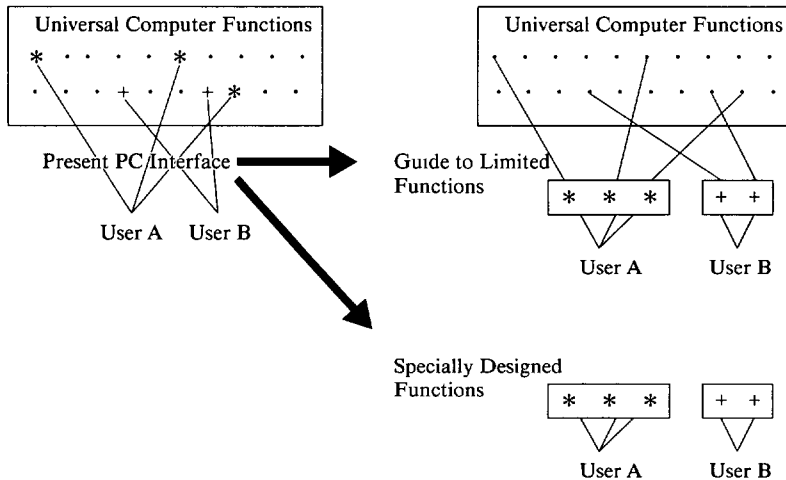 Universal Computer Functions
Present PC Interface
User A User B
Universal Computer Functions
Guide to Limited
Functions
* * * + +
User A User B
Specially Designed
Functions
* * * + +
User A User B